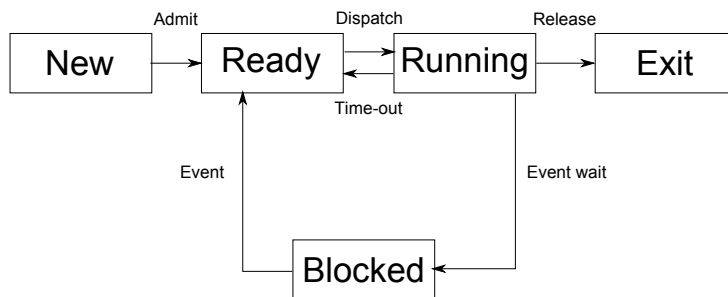 Admit
Dispatch
Release
New
Ready
Running
Exit
Time-out
Event
Event wait
Blocked